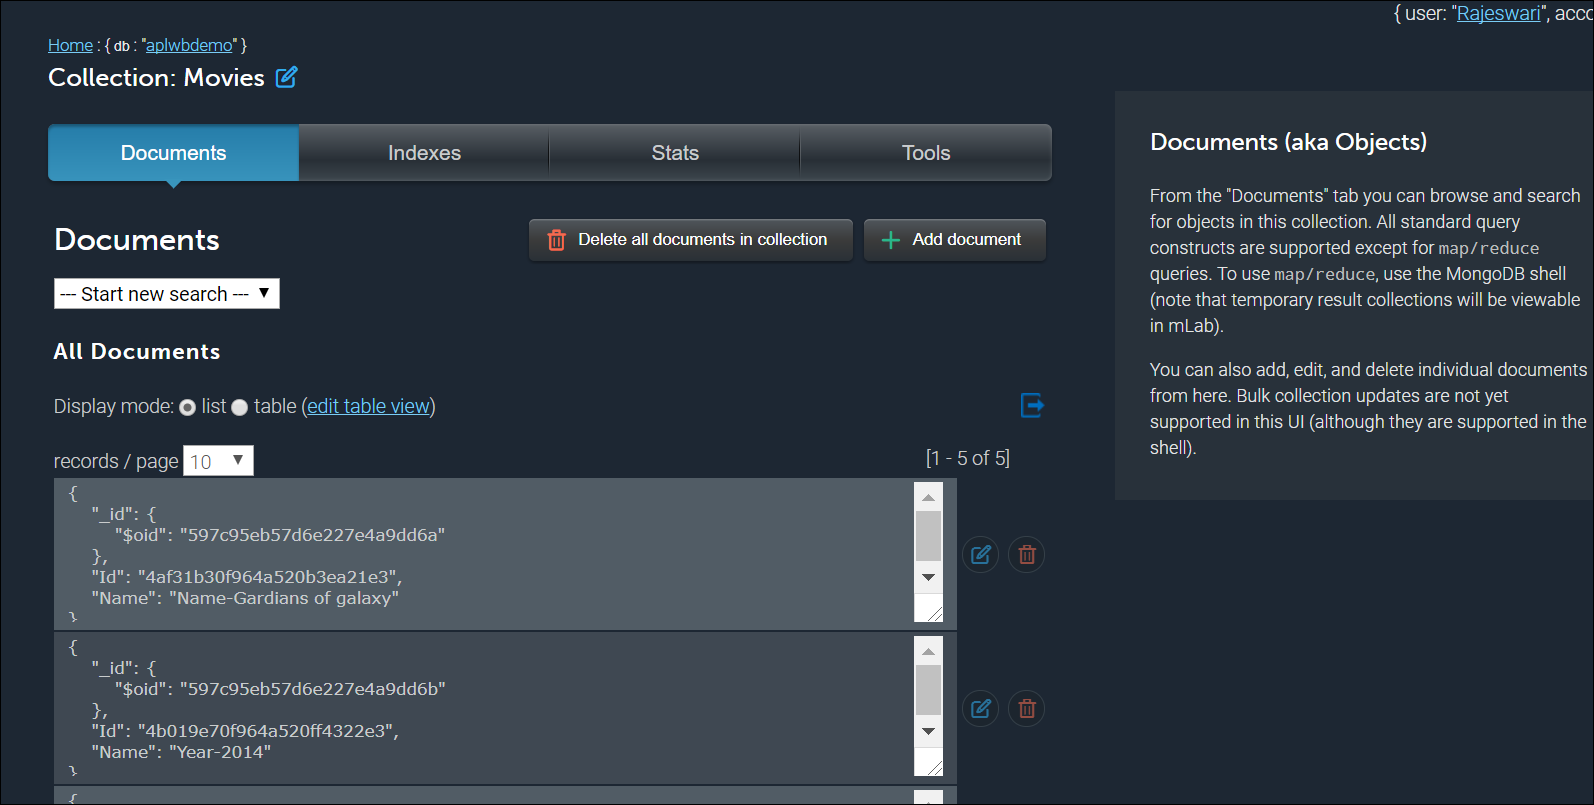 { user: "Rajeswari", acco
Home : { db : "aplwbdemo" }
Collection: Movies
Documents
Indexes
Stats
Tools
Documents
Delete all documents in collection
Add document
--- Start new search ---
All Documents
Display mode: list table (edit table view)
records / page 10
[1 - 5 of 5]
{
"_id": {
"$oid": "597c95eb57d6e227e4a9dd6a"
},
"Id": "4af31b30f964a520b3ea21e3",
"Name": "Name-Gardians of galaxy"
}
{
"_id": {
"$oid": "597c95eb57d6e227e4a9dd6b"
},
"Id": "4b019e70f964a520ff4322e3",
"Name": "Year-2014"
}
{
Documents (aka Objects)
From the "Documents" tab you can browse and search
for objects in this collection. All standard query
constructs are supported except for map/reduce
queries. To use map/reduce, use the MongoDB shell
(note that temporary result collections will be viewable
in mLab).
You can also add, edit, and delete individual documents
from here. Bulk collection updates are not yet
supported in this UI (although they are supported in the
shell).